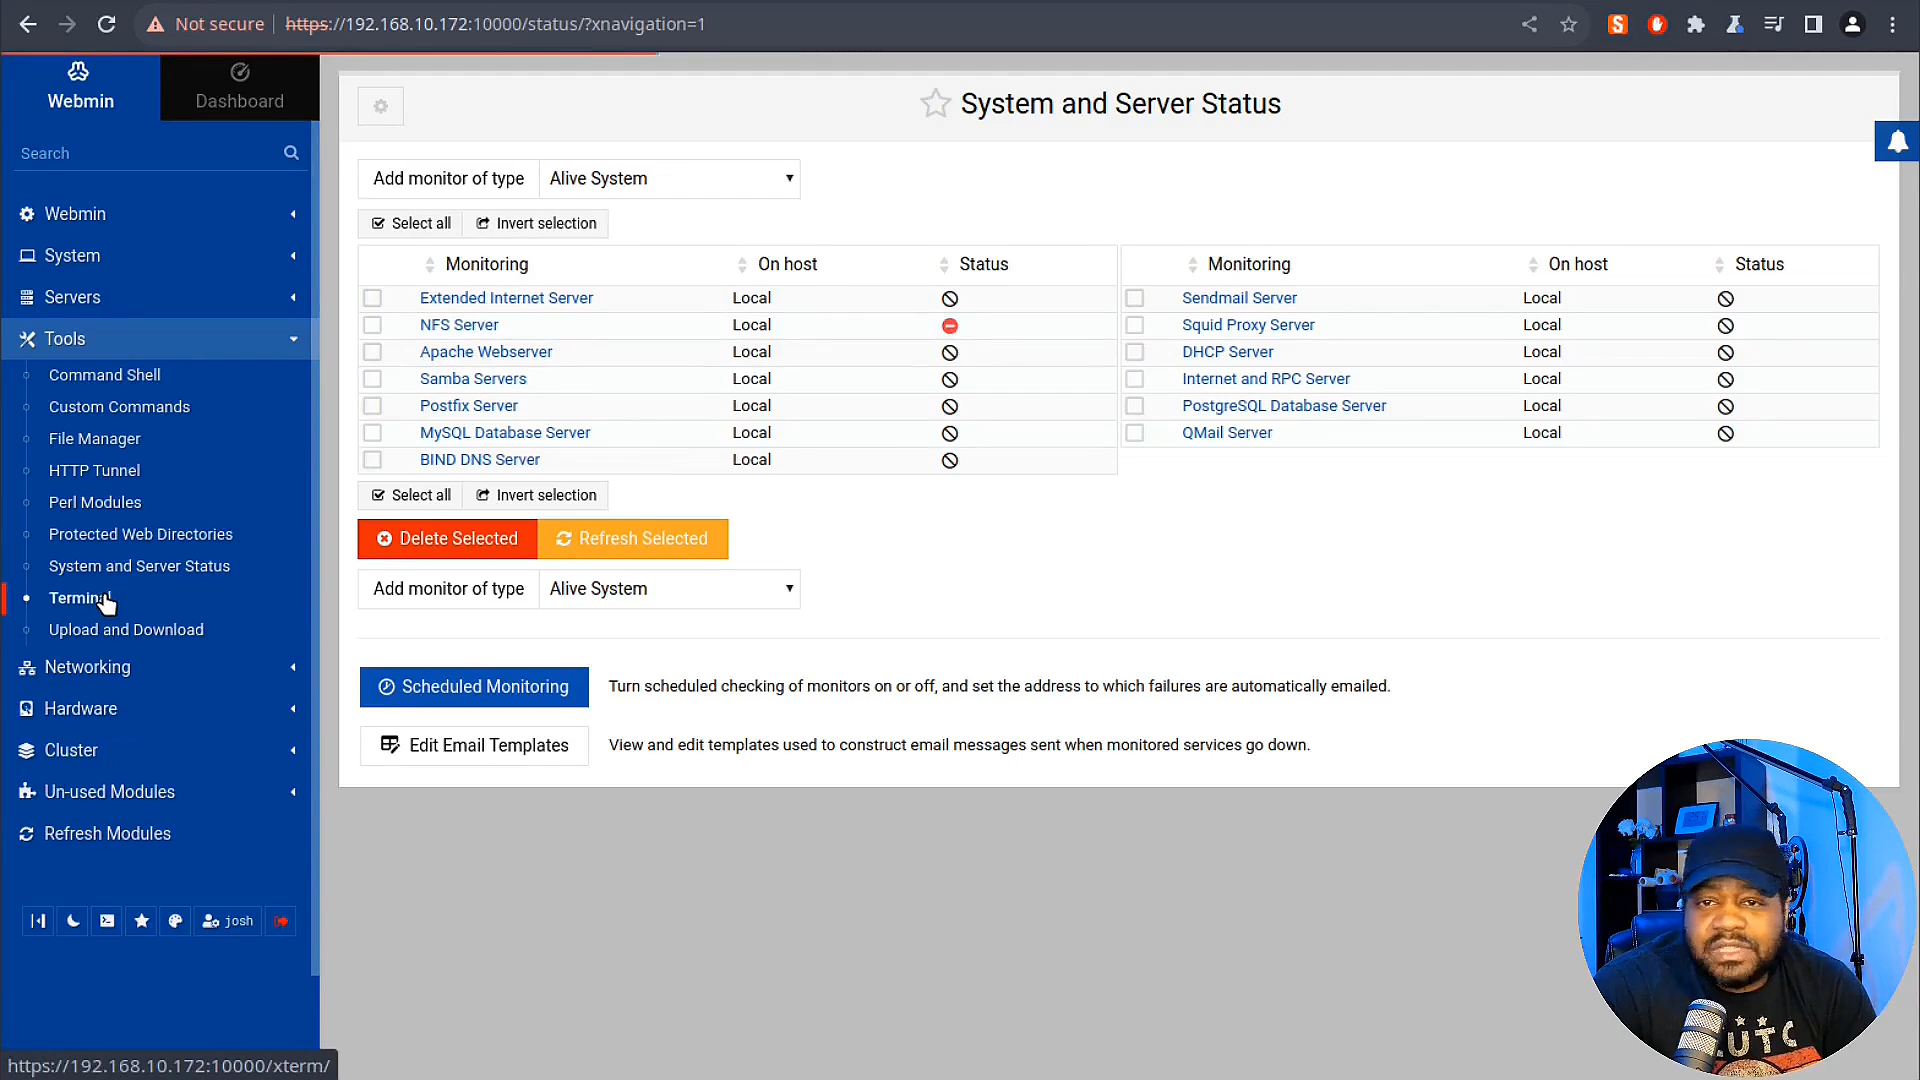 Not secure https://192.168.10.172:10000/status/?xnavigation=1
Webmin
Dashboard
Search
Webmin
System
Servers
Tools
Command Shell
Custom Commands
File Manager
HTTP Tunnel
Perl Modules
Protected Web Directories
System and Server Status
Terminal
Upload and Download
Networking
Hardware
Cluster
Un-used Modules
Refresh Modules
josh
https://192.168.10.172:10000/xterm/
System and Server Status
Add monitor of type Alive System
Select all Invert selection
Monitoring On host Status
Extended Internet Server Local
NFS Server Local
Apache Webserver Local
Samba Servers Local
Postfix Server Local
MySQL Database Server Local
BIND DNS Server Local
Monitoring On host Status
Sendmail Server Local
Squid Proxy Server Local
DHCP Server Local
Internet and RPC Server Local
PostgreSQL Database Server Local
QMail Server Local
Select all Invert selection
Delete Selected Refresh Selected
Add monitor of type Alive System
Scheduled Monitoring Turn scheduled checking of monitors on or off, and set the address to which failures are automatically emailed.
Edit Email Templates View and edit templates used to construct email messages sent when monitored services go down.